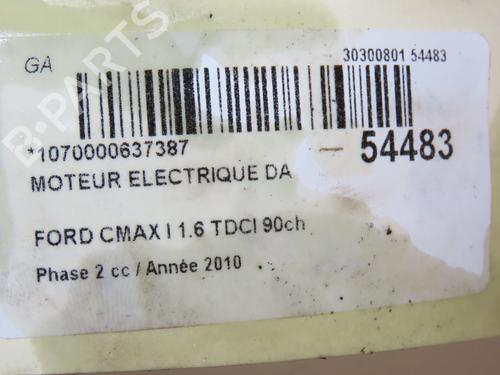 GA
30300801 54483
*1070000637387
54483
MOTEUR ELECTRIQUE DA
FORD CMAX I 1.6 TDCI 90ch
Phase 2 cc / Année 2010
B-PARTS